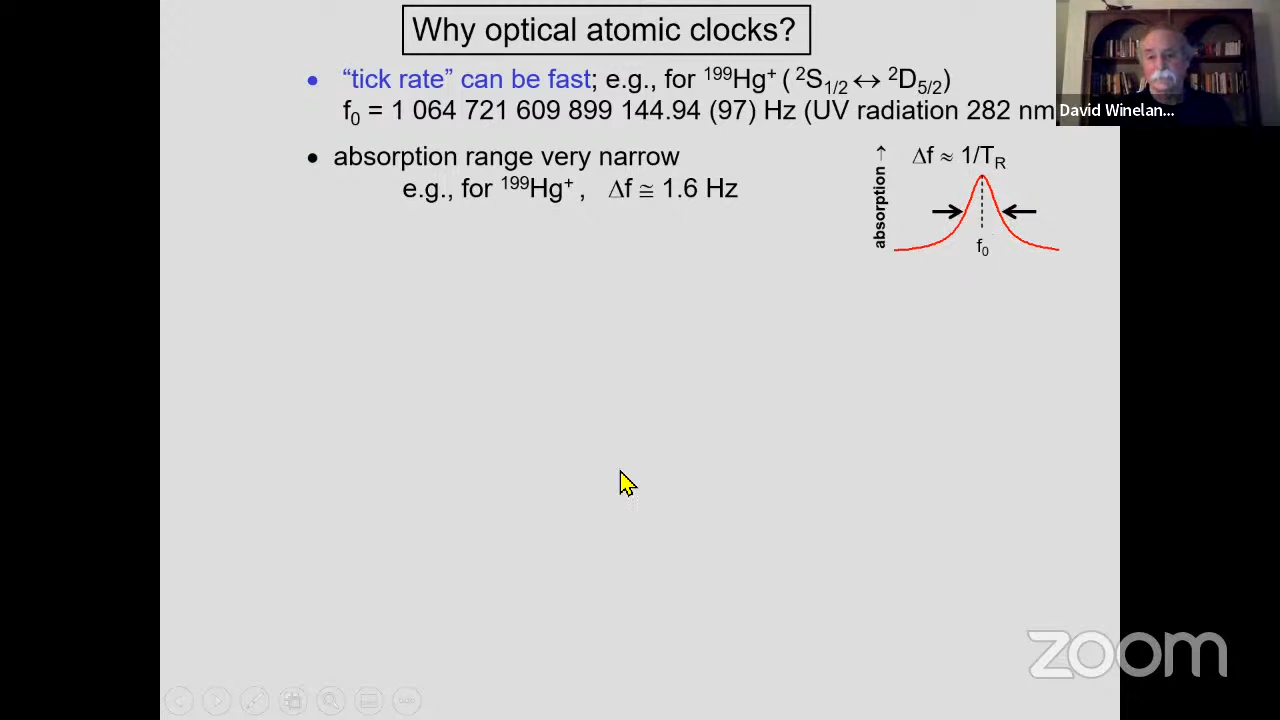 Why optical atomic clocks?
• “tick rate” can be fast; e.g., for ¹⁹⁹Hg⁺ ( ²S₁/₂ ↔ ²D₅/₂)
f₀ = 1 064 721 609 899 144.94 (97) Hz (UV radiation 282 nm
David Winelan...
• absorption range very narrow
e.g., for ¹⁹⁹Hg⁺ , Δf ≅ 1.6 Hz
absorption →
Δf ≈ 1/T_R
f₀
zoom